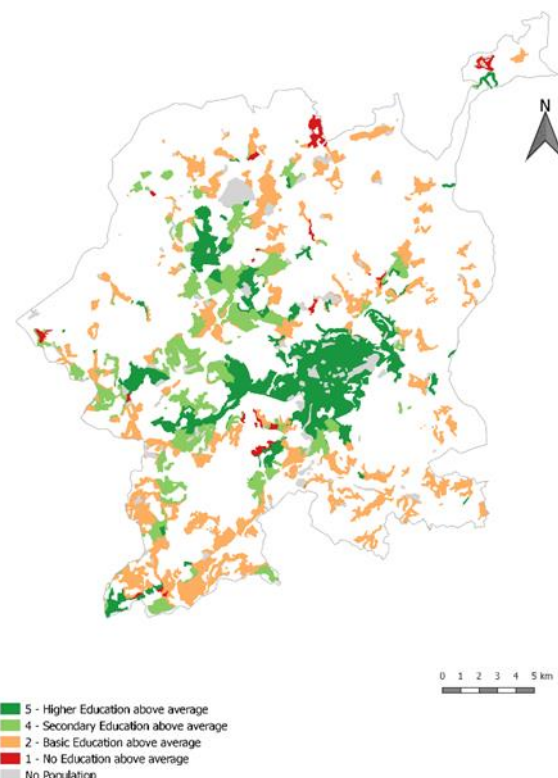 N
0 1 2 3 4 5 km
5 - Higher Education above average
4 - Secondary Education above average
2 - Basic Education above average
1 - No Education above average
No Population